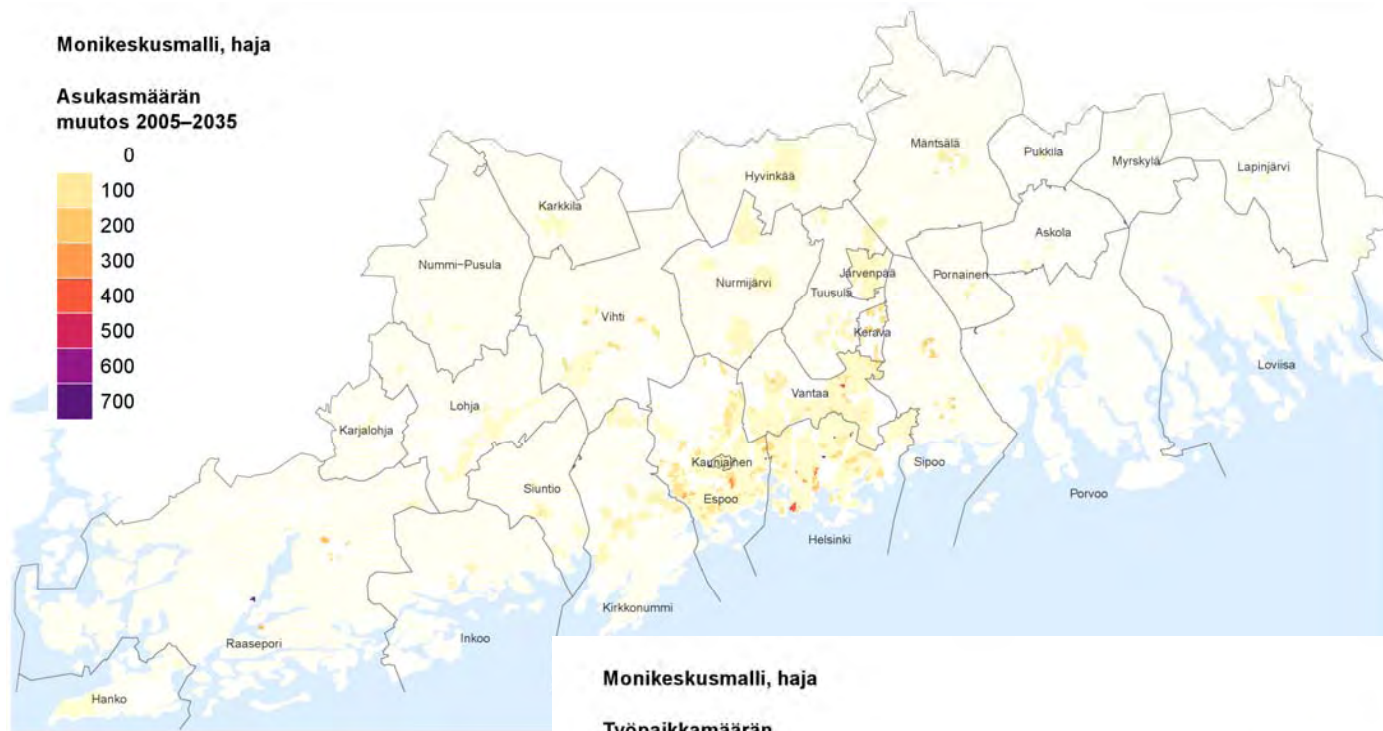 Monikeskusmalli, haja
Asukasmäärän
muutos 2005–2035
0
100
200
300
400
500
600
700
Mäntsälä
Pukkila
Myrskylä
Lapinjärvi
Hyvinkää
Karkkila
Askola
Nummi-Pusula
Järvenpää
Pornainen
Nurmijärvi
Tuusula
Vihti
Kerava
Loviisa
Vantaa
Lohja
Karjalohja
Kauniainen
Sipoo
Siuntio
Espoo
Porvoo
Helsinki
Kirkkonummi
Inkoo
Raasepori
Hanko
Monikeskusmalli, haja
Työpaikkamäärän